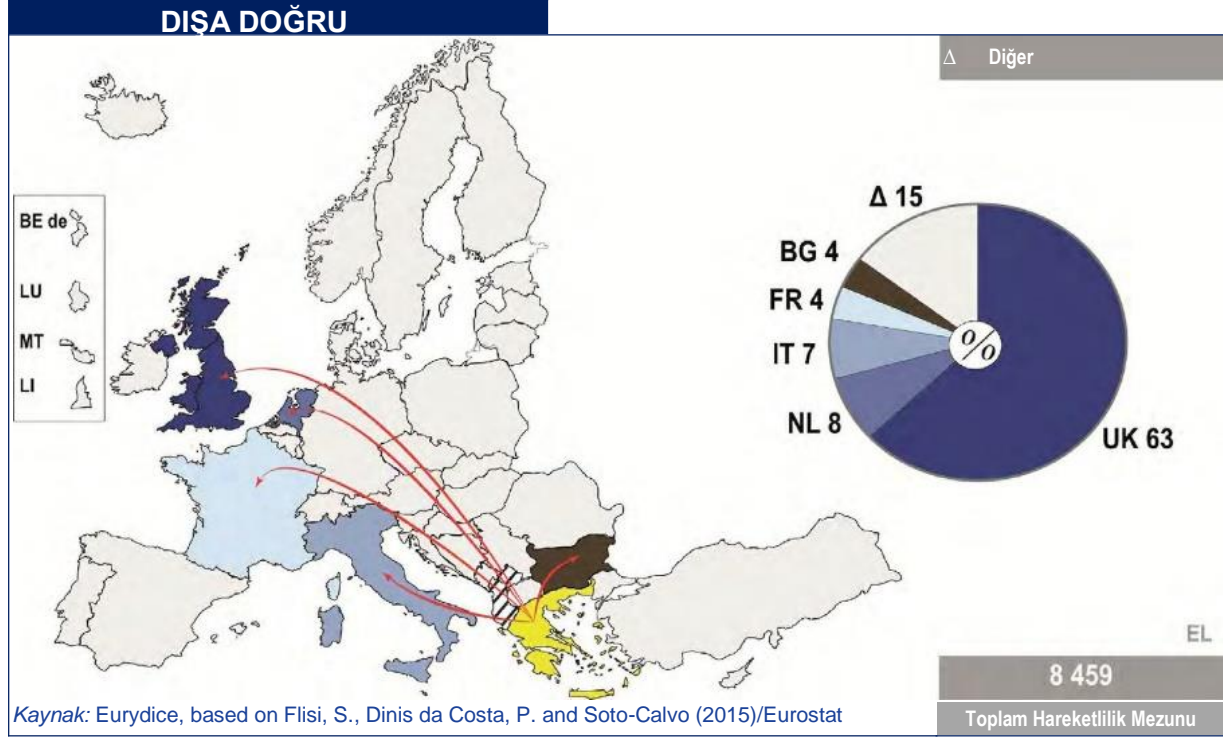 DIŞA DOĞRU
Δ Diğer
BE de
LU
MT
LI
Δ 15
BG 4
FR 4
IT 7
NL 8
UK 63
%
EL
8 459
Toplam Hareketlilik Mezunu
Kaynak: Eurydice, based on Flisi, S., Dinis da Costa, P. and Soto-Calvo (2015)/Eurostat